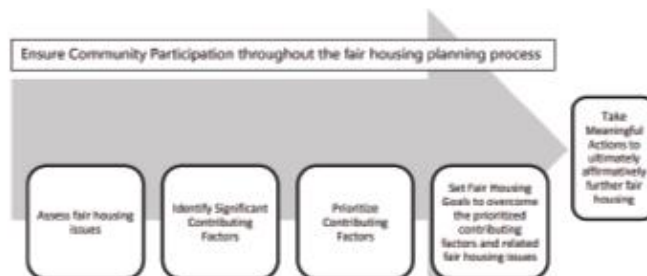 Ensure Community Participation throughout the fair housing planning process
Take
Meaningful
Actions to
ultimately
affirmatively
further fair
housing
Assess fair housing
issues
Identify Significant
Contributing
Factors
Prioritize
Contributing
Factors
Set Fair Housing
Goals to overcome
the prioritized
contributing
factors and related
fair housing issues